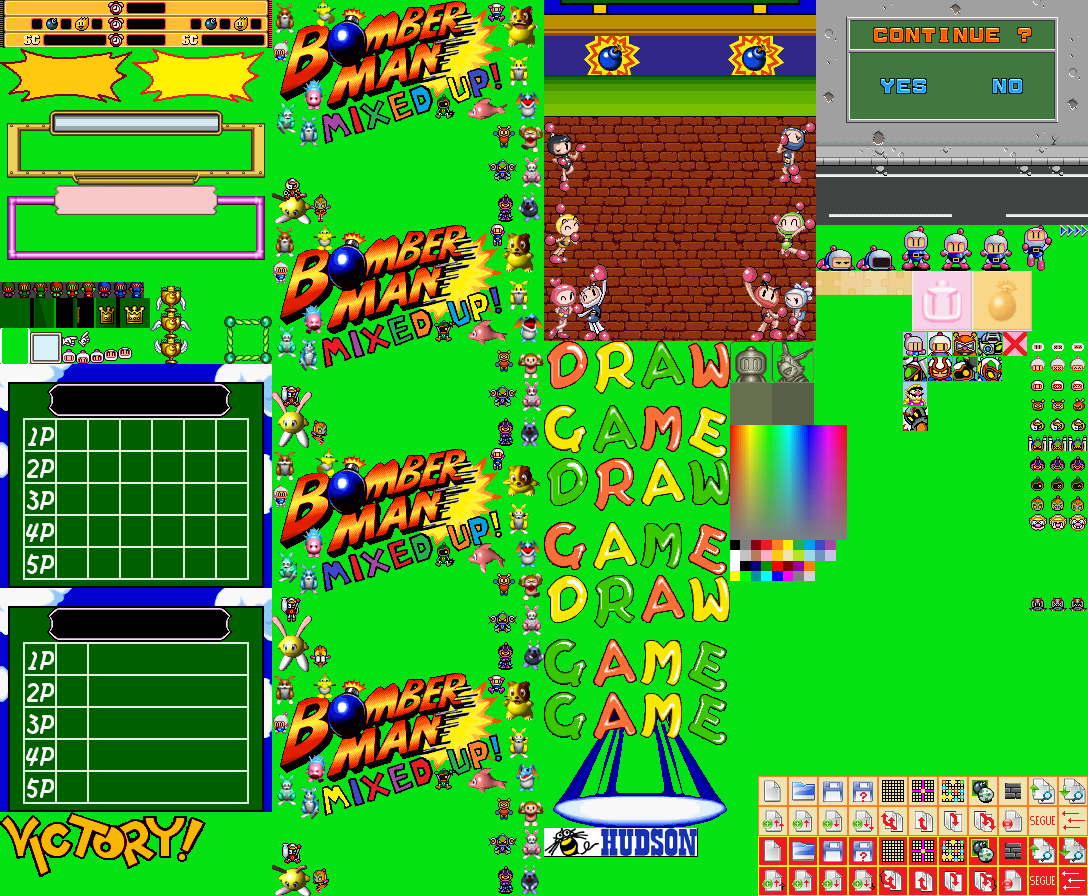 SC SC
BOMBER
MAN
MIXED UP!
CONTINUE ?
YES NO
BOMBER
MAN
MIXED UP!
DRAW
GAME
1P
2P
3P
4P
5P
BOMBER
MAN
MIXED UP!
DRAW
GAME
DRAW
GAME
GAME
1P
2P
3P
4P
5P
BOMBER
MAN
MIXED UP!
VICTORY!
HUDSON
?
SEGUE
?
SEGUE